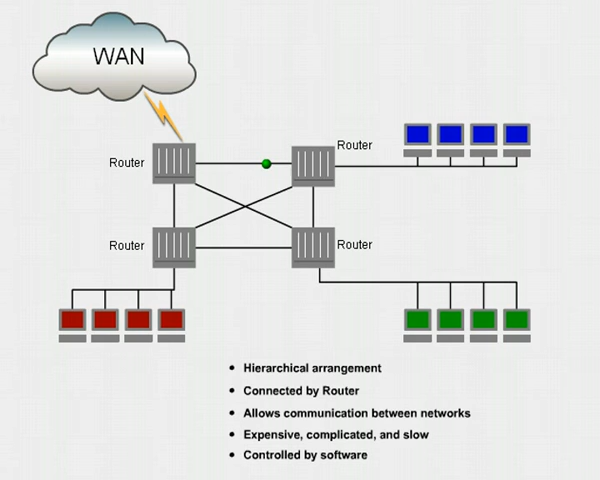 WAN
Router
Router
Router
Router
Hierarchical arrangement
Connected by Router
Allows communication between networks
Expensive, complicated, and slow
Controlled by software